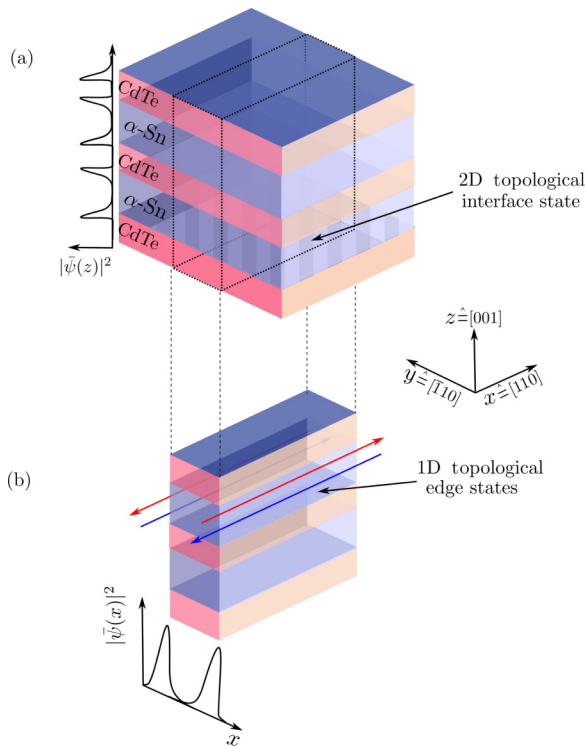 (a)
CdTe
α-Sn
CdTe
α-Sn
CdTe
|ψ̄(z)|²
2D topological
interface state
z≙[001]
y≙[1̄10]
x≙[110]
(b)
1D topological
edge states
|ψ̄(x)|²
x